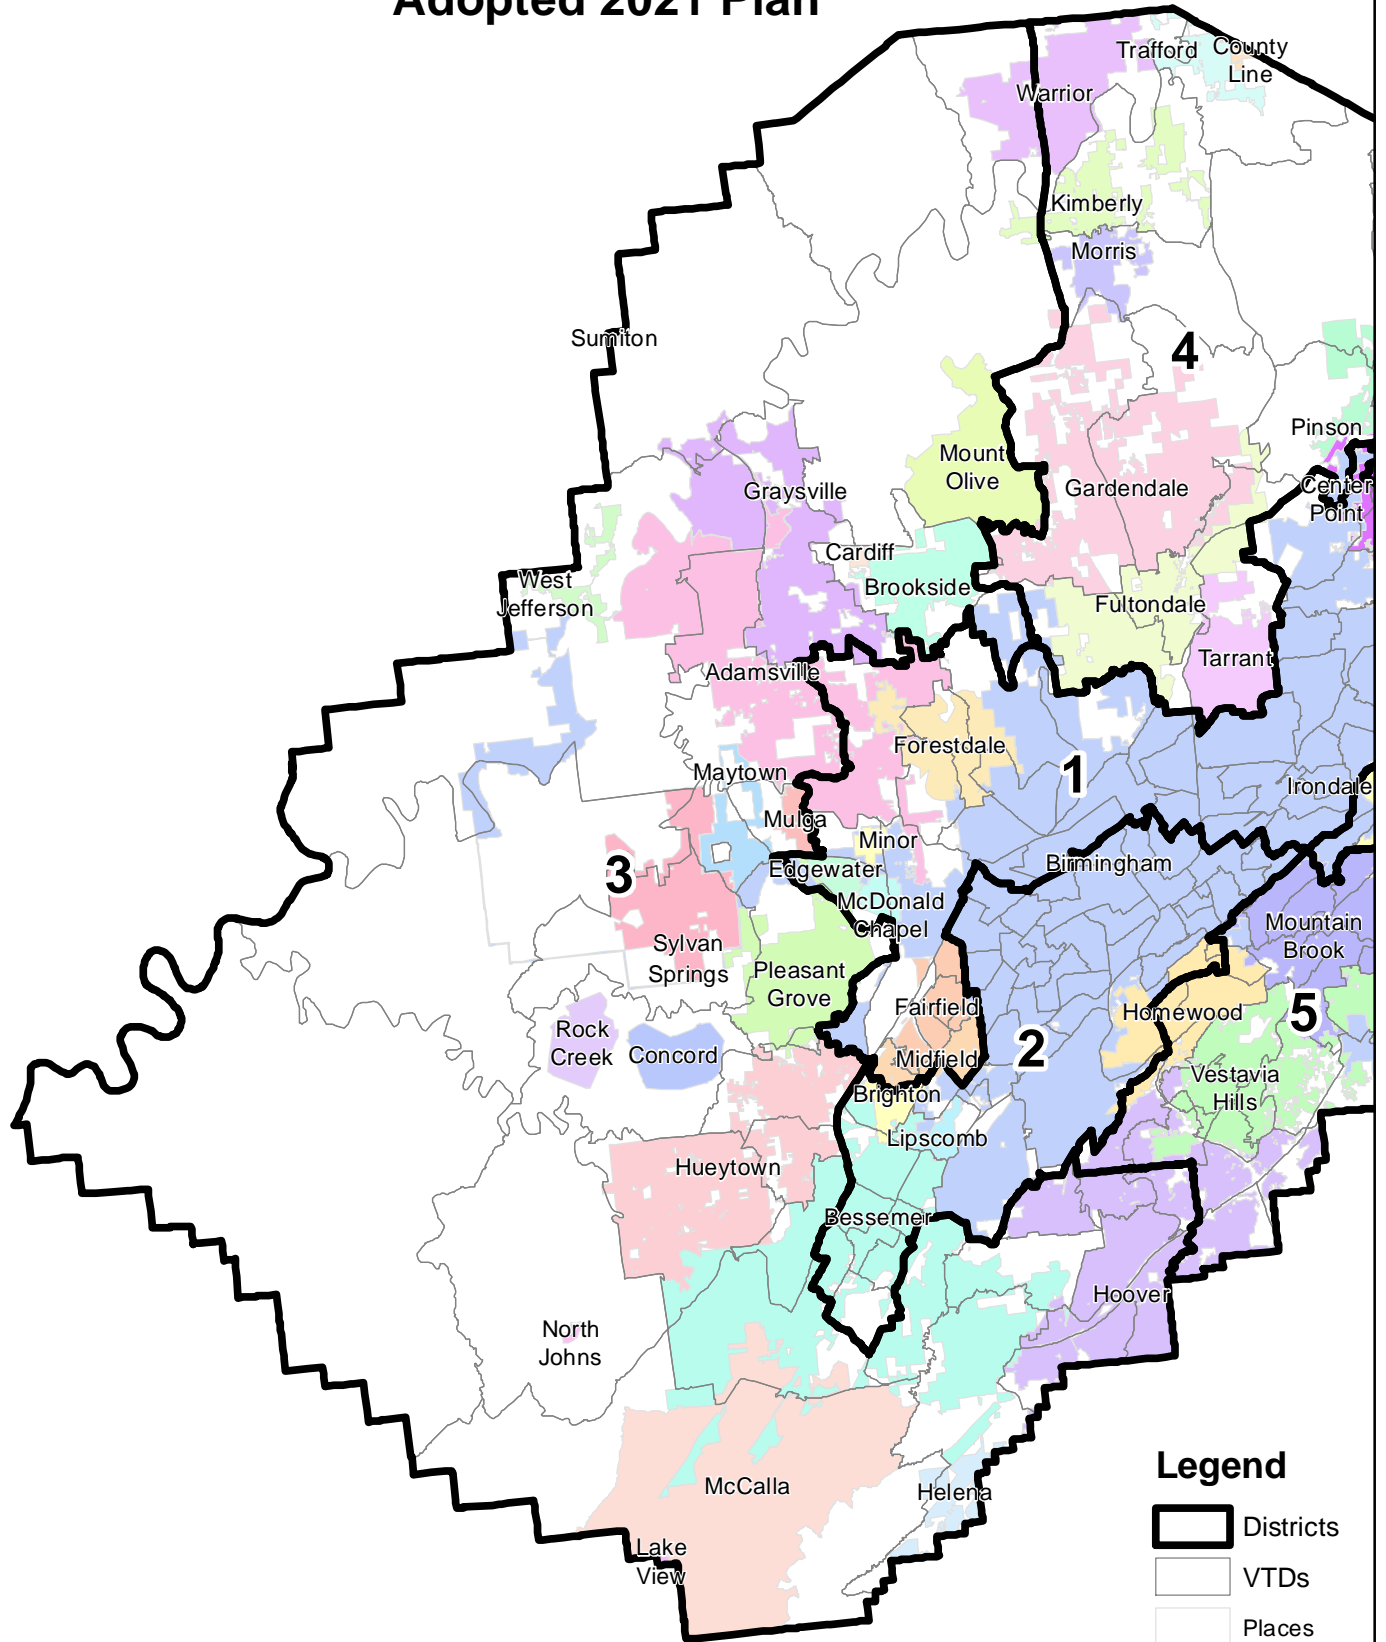 Adopted 2021 Plan
Trafford
County
Line
Warrior
Kimberly
Morris
Sumiton
4
Pinson
Mount
Olive
Gardendale
Graysville
Center
Point
Cardiff
Brookside
West
Jefferson
Fultondale
Tarrant
Adamsville
Forestdale
Maytown
1
Irondale
Mulga
Minor
Birmingham
Edgewater
3
McDonald
Chapel
Mountain
Brook
Sylvan
Springs
Pleasant
Grove
Fairfield
Homewood
5
Rock
Creek
Concord
Midfield
2
Vestavia
Hills
Brighton
Lipscomb
Hueytown
Bessemer
Hoover
North
Johns
McCalla
Helena
Lake
View
Legend
Districts
VTDs
Places